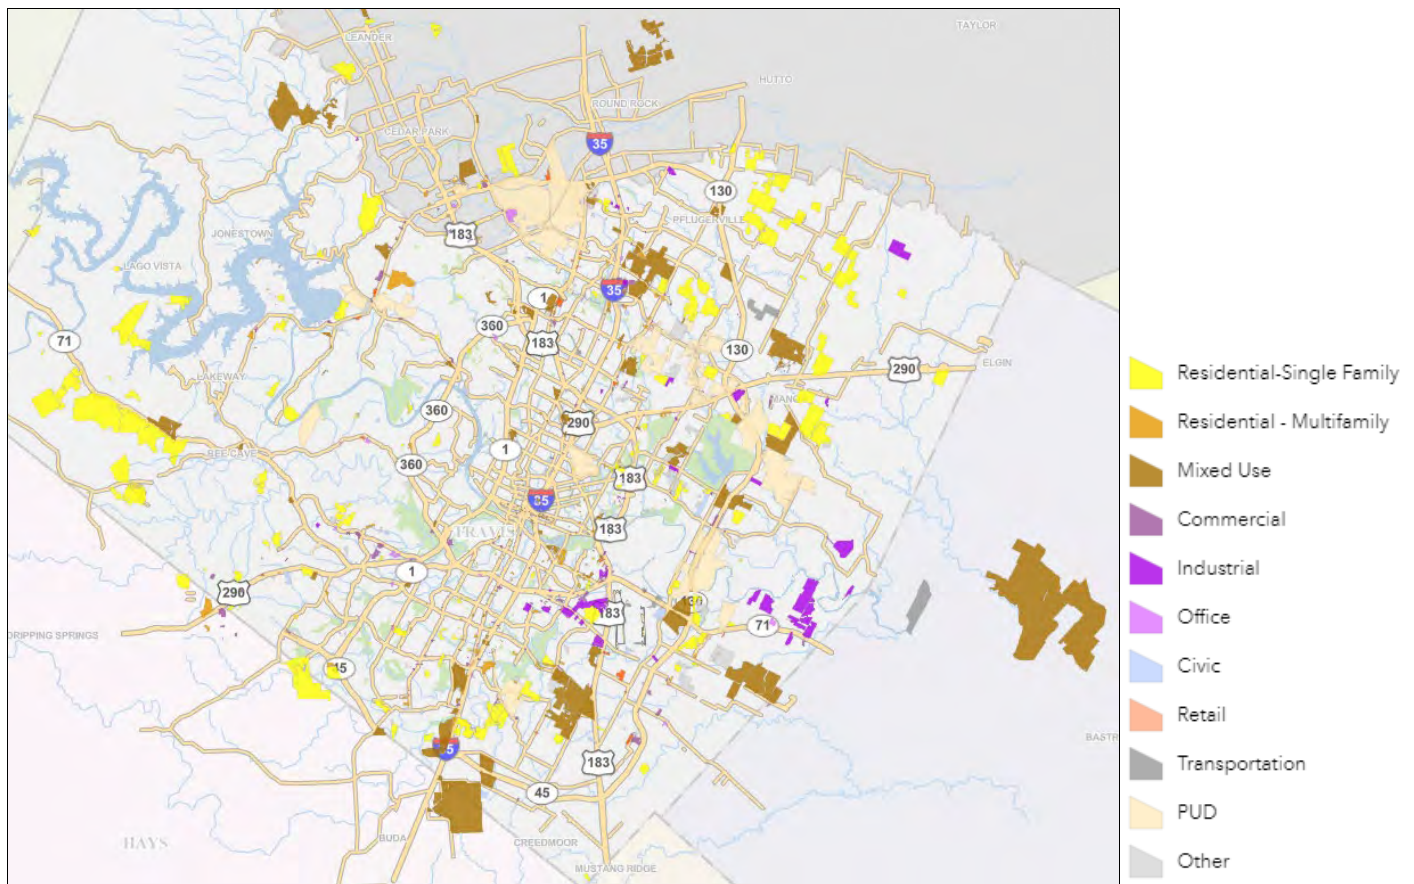 TAYLOR
LEANDER
HUTTO
ROUND ROCK
CEDAR PARK
35
130
PFLUGERVILLE
183
JONESTOWN
LAGO VISTA
35
1
360
71
183
130
ELGIN
290
LAKEWAY
MANOR
360
290
1
BEE CAVE
360
183
35
183
TRAVIS
1
290
130
183
71
DRIPPING SPRINGS
45
BASTR
35
183
45
BUDA
HAYS
CREEDMOOR
MUSTANG RIDGE
Residential-Single Family
Residential - Multifamily
Mixed Use
Commercial
Industrial
Office
Civic
Retail
Transportation
PUD
Other